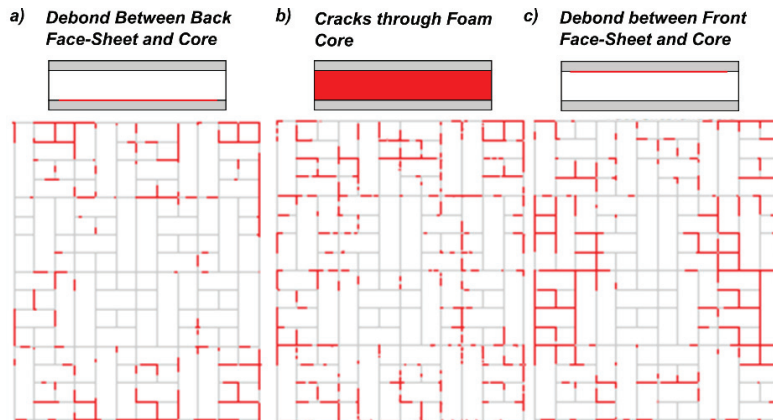 a) Debond Between Back
Face-Sheet and Core
b) Cracks through Foam
Core
c) Debond between Front
Face-Sheet and Core